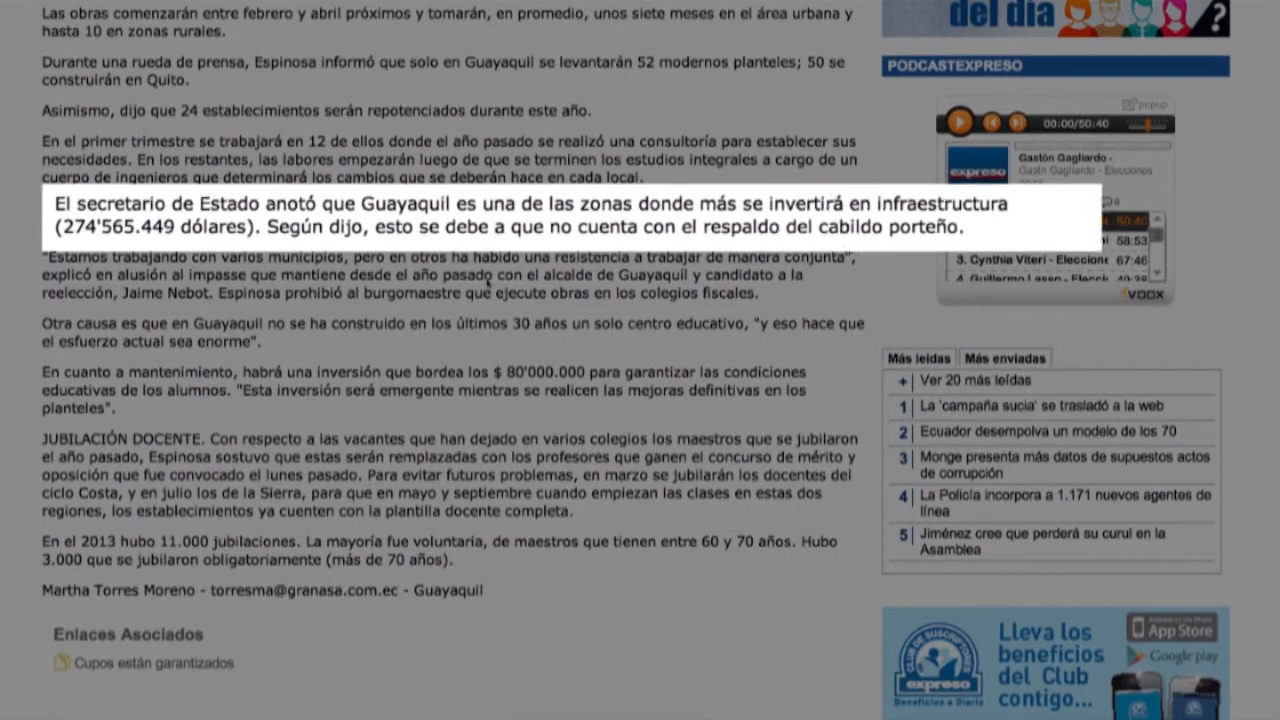 Las obras comenzarán entre febrero y abril próximos y tomarán, en promedio, unos siete meses en el área urbana y
hasta 10 en zonas rurales.
Durante una rueda de prensa, Espinosa informó que solo en Guayaquil se levantarán 52 modernos planteles; 50 se
construirán en Quito.
Asimismo, dijo que 24 establecimientos serán repotenciados durante este año.
En el primer trimestre se trabajará en 12 de ellos donde el año pasado se realizó una consultoría para establecer sus
necesidades. En los restantes, las labores empezarán luego de que se terminen los estudios integrales a cargo de un
cuerpo de ingenieros que determinará los cambios que se deberán hace en cada local.
El secretario de Estado anotó que Guayaquil es una de las zonas donde más se invertirá en infraestructura
(274'565.449 dólares). Según dijo, esto se debe a que no cuenta con el respaldo del cabildo porteño.
"Estamos trabajando con varios municipios, pero en otros ha habido una resistencia a trabajar de manera conjunta",
explicó en alusión al impasse que mantiene desde el año pasado con el alcalde de Guayaquil y candidato a la
reelección, Jaime Nebot. Espinosa prohibió al burgomaestre que ejecute obras en los colegios fiscales.
Otra causa es que en Guayaquil no se ha construido en los últimos 30 años un solo centro educativo, "y eso hace que
el esfuerzo actual sea enorme".
En cuanto a mantenimiento, habrá una inversión que bordea los $ 80'000.000 para garantizar las condiciones
educativas de los alumnos. "Esta inversión será emergente mientras se realicen las mejoras definitivas en los
planteles".
JUBILACIÓN DOCENTE. Con respecto a las vacantes que han dejado en varios colegios los maestros que se jubilaron
el año pasado, Espinosa sostuvo que estas serán remplazadas con los profesores que ganen el concurso de mérito y
oposición que fue convocado el lunes pasado. Para evitar futuros problemas, en marzo se jubilarán los docentes del
ciclo Costa, y en julio los de la Sierra, para que en mayo y septiembre cuando empiezan las clases en estas dos
regiones, los establecimientos ya cuenten con la plantilla docente completa.
En el 2013 hubo 11.000 jubilaciones. La mayoría fue voluntaria, de maestros que tienen entre 60 y 70 años. Hubo
3.000 que se jubilaron obligatoriamente (más de 70 años).
Martha Torres Moreno - torresma@granasa.com.ec - Guayaquil
Enlaces Asociados
Cupos están garantizados
del día
?
PODCASTEXPRESO
popup
00:00/50:40
expreso
Gastón Gagliardo -
Gastón Gagliardo - Elecciones
50:40
58:53
3. Cynthia Viteri - Eleccione 67:46
4. Guillermo Lasso - Elecck
iVOOX
Más leídas
Más enviadas
+ Ver 20 más leídas
1 La 'campaña sucia' se trasladó a la web
2 Ecuador desempolva un modelo de los 70
3 Monge presenta más datos de supuestos actos
de corrupción
4 La Policía incorpora a 1.171 nuevos agentes de
línea
5 Jiménez cree que perderá su curul en la
Asamblea
CLUB DE SUSCRIPTORES
expreso
Beneficios a Diario
Lleva los
beneficios
del Club
contigo...
Available on the iPhone
App Store
Google play